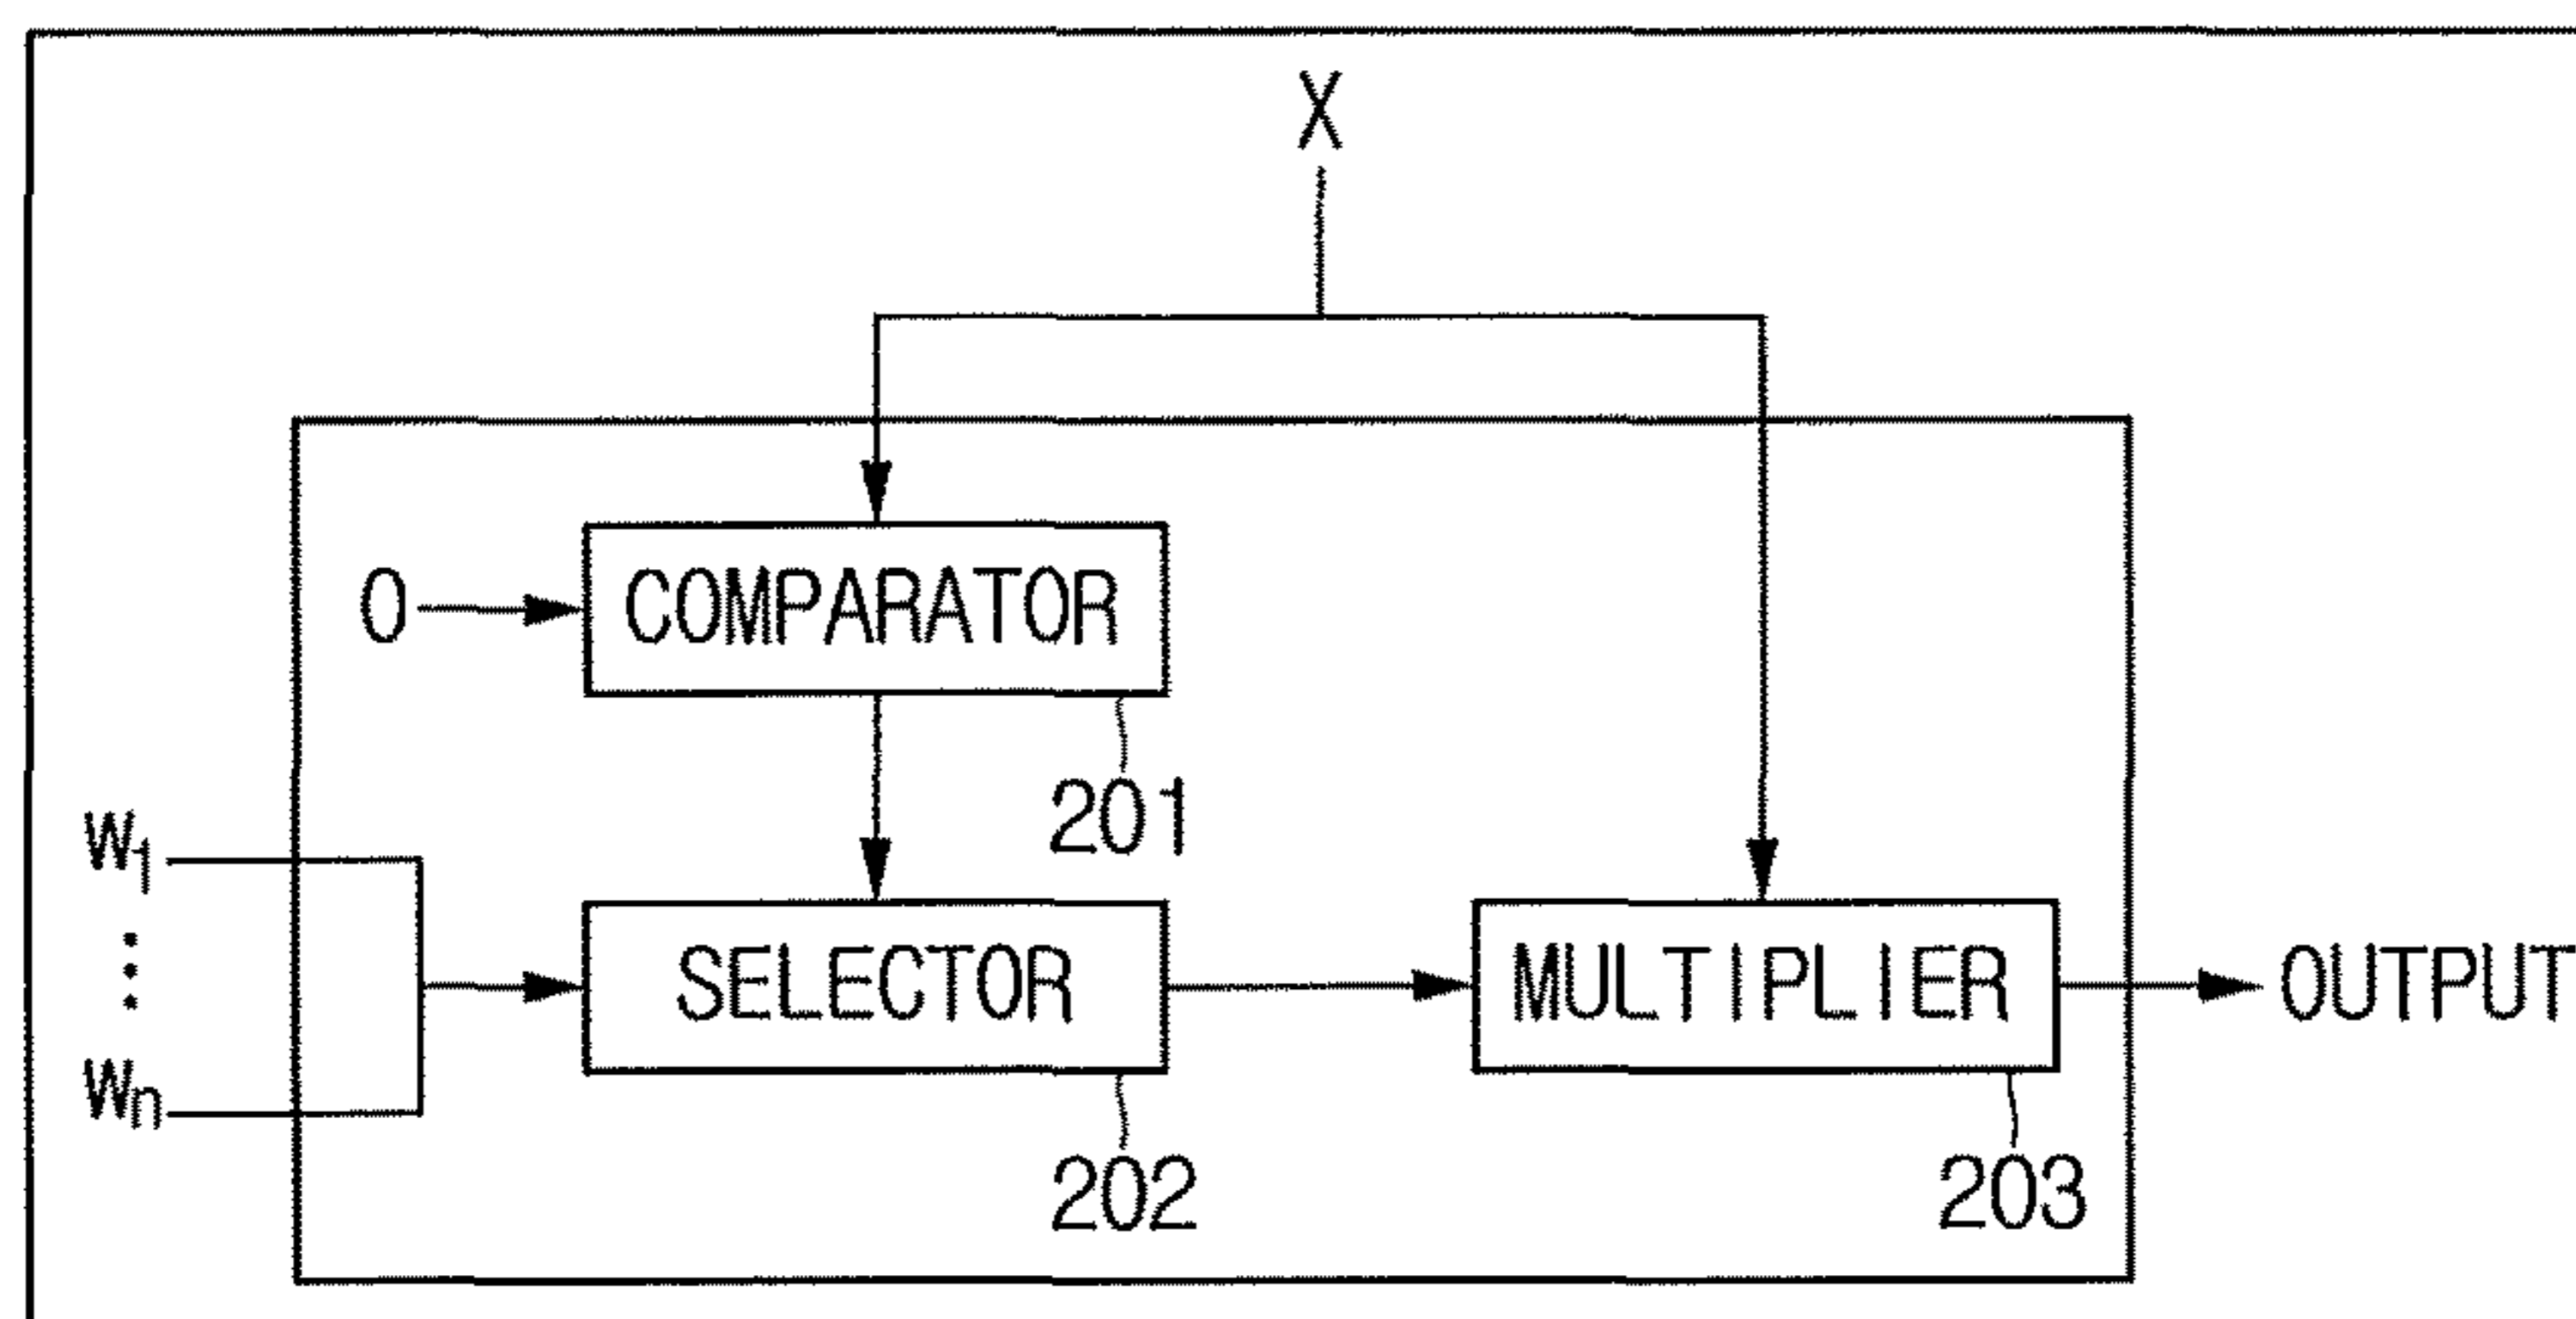 X
0 COMPARATOR
201
W1
SELECTOR MULTIPLIER OUTPUT
Wn
202 203